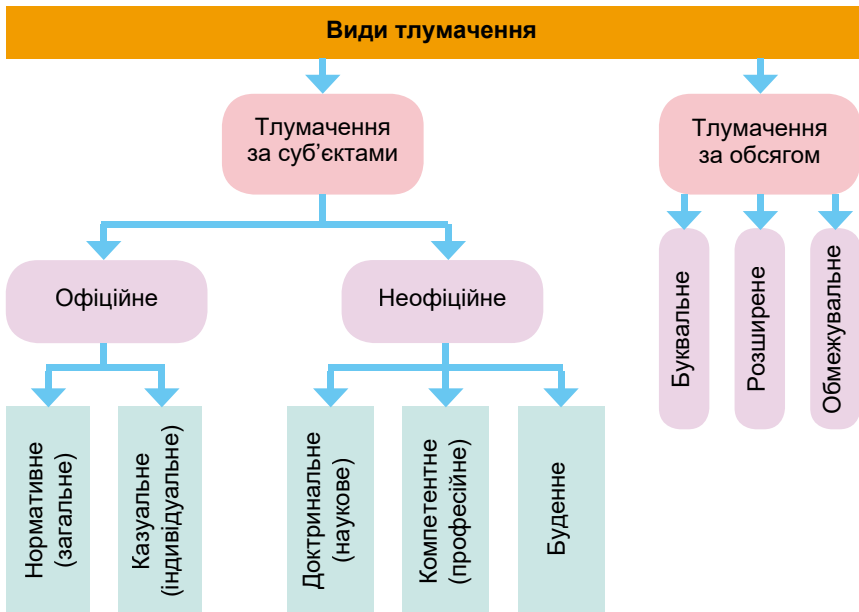 Види тлумачення
Тлумачення
за суб’єктами
Тлумачення
за обсягом
Офіційне
Неофіційне
Буквальне
Розширене
Обмежувальне
Нормативне
(загальне)
Казуальне
(індивідуальне)
Доктринальне
(наукове)
Компетентне
(професійне)
Буденне